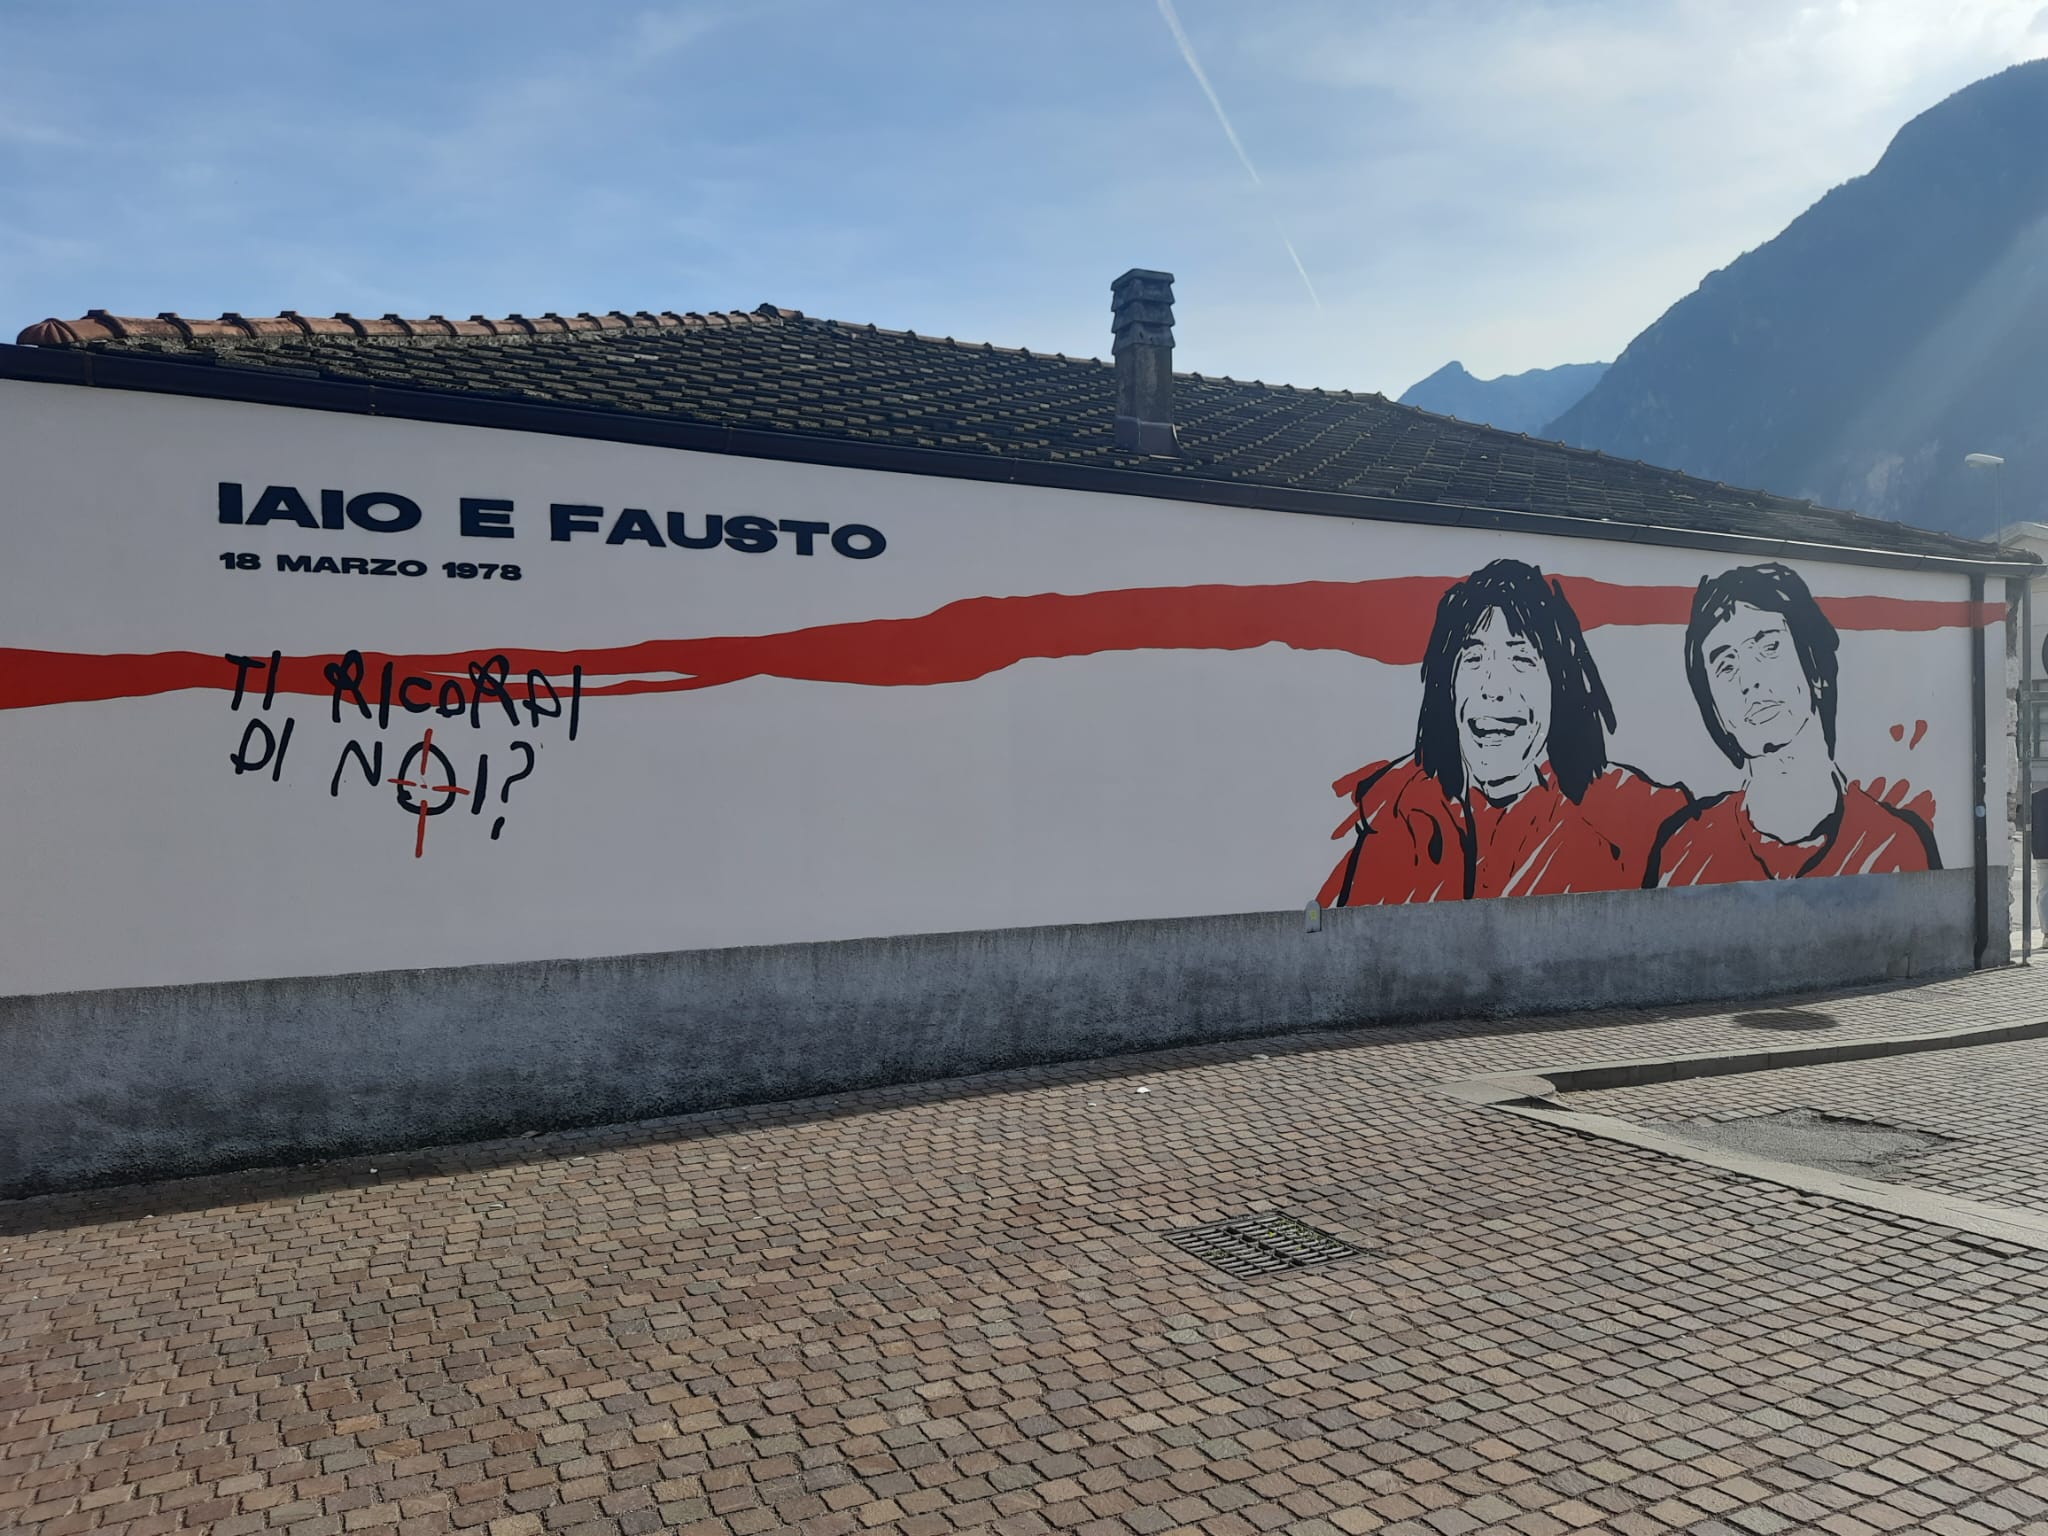 IAIO E FAUSTO
18 MARZO 1978
TI RICORDI
DI NOI?